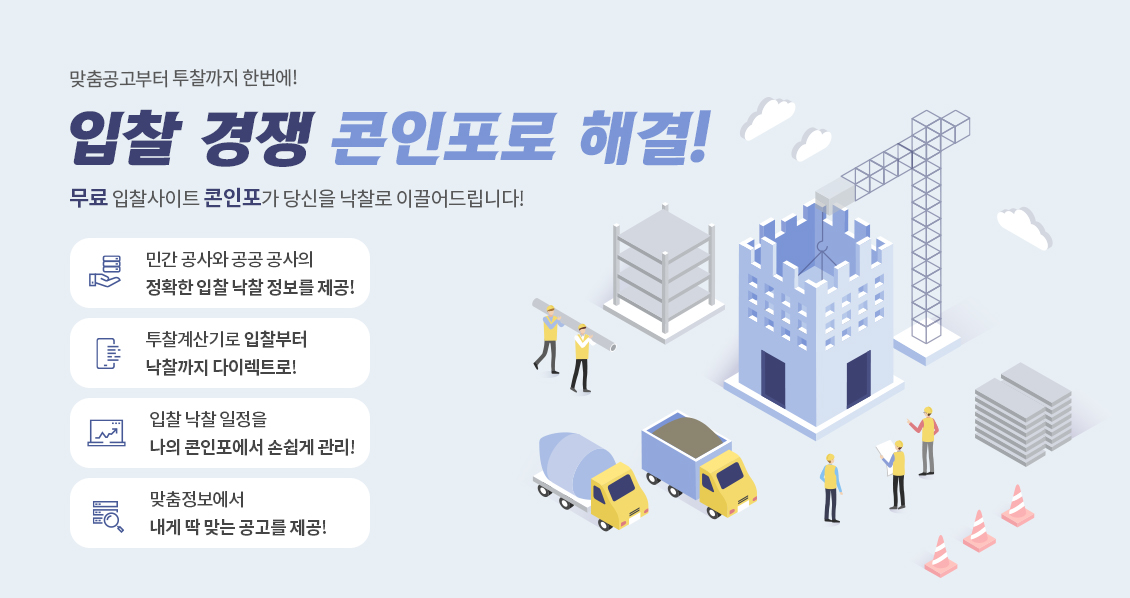 맞춤공고부터 투찰까지 한번에!
입찰 경쟁 콘인포로 해결!
무료 입찰사이트 콘인포가 당신을 낙찰로 이끌어드립니다!
민간 공사와 공공 공사의
정확한 입찰 낙찰 정보를 제공!
투찰계산기로 입찰부터
낙찰까지 다이렉트로!
입찰 낙찰 일정을
나의 콘인포에서 손쉽게 관리!
맞춤정보에서
내게 딱 맞는 공고를 제공!